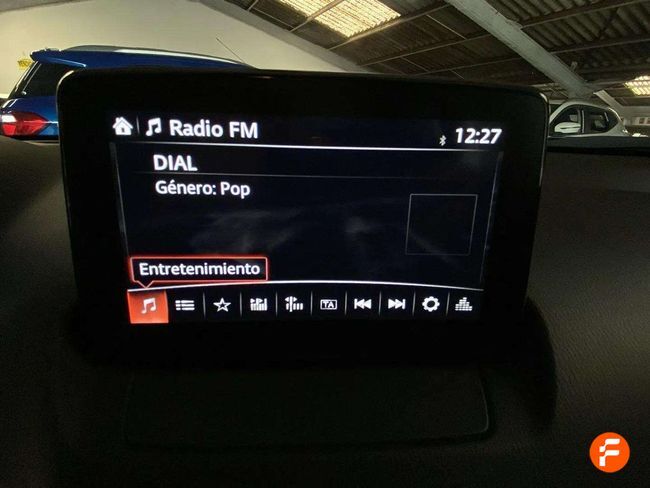 Radio FM
12:27
DIAL
Género: Pop
Entretenimiento
TA